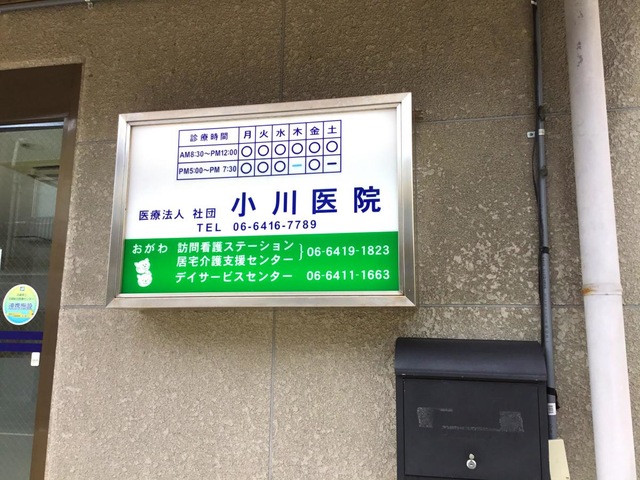 診療時間 月 火 水 木 金 土
AM8:30～PM12:00 〇 〇 〇 〇 〇 〇
PM5:00～PM 7:30 〇 〇 〇 ー 〇 ー
医療法人 社団 小川医院
TEL 06-6416-7789
おがわ 訪問看護ステーション
居宅介護支援センター
06-6419-1823
デイサービスセンター 06-6411-1663